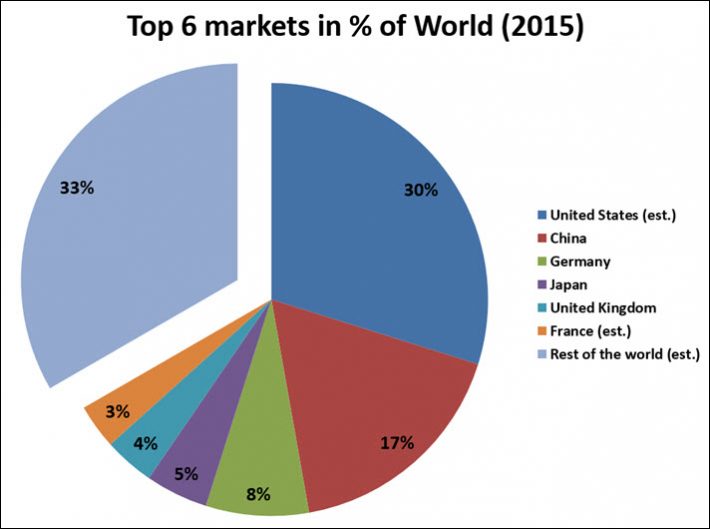 Top 6 markets in % of World (2015)
33%
30%
United States (est.)
China
Germany
Japan
United Kingdom
France (est.)
Rest of the world (est.)
3%
4%
5%
8%
17%